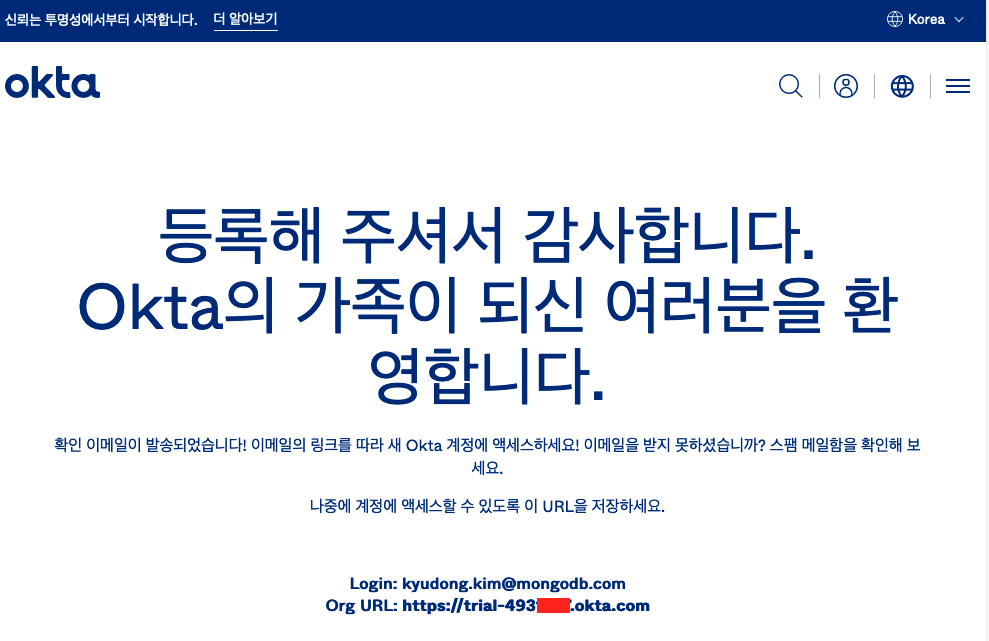 신뢰는 투명성에서부터 시작합니다. 더 알아보기 Korea
okta
등록해 주셔서 감사합니다.
Okta의 가족이 되신 여러분을 환
영합니다.
확인 이메일이 발송되었습니다! 이메일의 링크를 따라 새 Okta 계정에 액세스하세요! 이메일을 받지 못하셨습니까? 스팸 메일함을 확인해 보
세요.
나중에 계정에 액세스할 수 있도록 이 URL을 저장하세요.
Login: kyudong.kim@mongodb.com
Org URL: https://trial-493 .okta.com